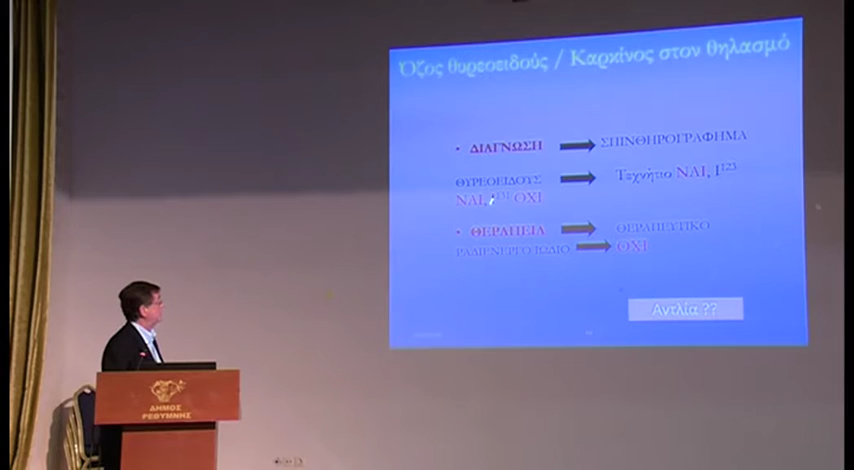 Όζος θυρεοειδούς / Καρκίνος στον θηλασμό
• ΔΙΑΓΝΩΣΗ ΣΠΙΝΘΗΡΟΓΡΑΦΗΜΑ
ΘΥΡΕΟΕΙΔΟΥΣ Τεχνήτιο ΝΑΙ, I¹²³
ΝΑΙ, ¹³¹ ΟΧΙ
• ΘΕΡΑΠΕΙΑ ΘΕΡΑΠΕΥΤΙΚΟ
ΡΑΔΙΕΝΕΡΓΟ ΙΩΔΙΟ ΟΧΙ
Αντλία ??
ΔΗΜΟΣ
ΡΕΘΥΜΝΗΣ